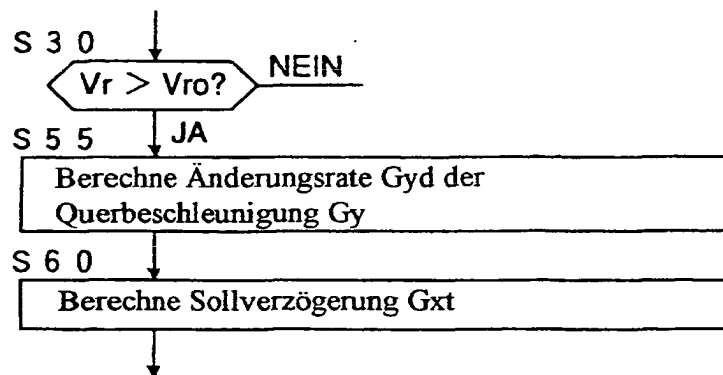 S 3 0
Vr > Vro?
NEIN
JA
S 5 5
Berechne Änderungsrate Gyd der
Querbeschleunigung Gy
S 6 0
Berechne Sollverzögerung Gxt